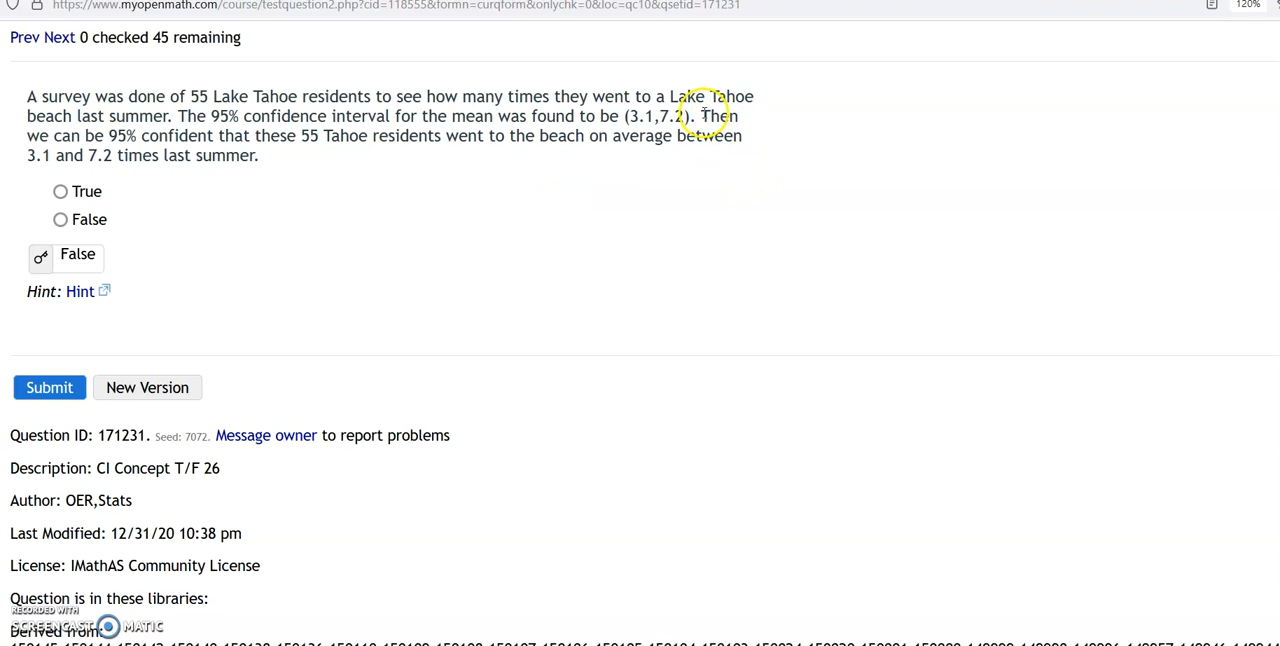 https://www.myopenmath.com/course/testquestion2.php?cid=118555&formn=curqform&onlychk=0&loc=qc10&qsetid=171231
120%
Prev Next 0 checked 45 remaining
A survey was done of 55 Lake Tahoe residents to see how many times they went to a Lake Tahoe
beach last summer. The 95% confidence interval for the mean was found to be (3.1,7.2). Then
we can be 95% confident that these 55 Tahoe residents went to the beach on average between
3.1 and 7.2 times last summer.
True
False
False
Hint: Hint
Submit New Version
Question ID: 171231. Seed: 7072. Message owner to report problems
Description: CI Concept T/F 26
Author: OER,Stats
Last Modified: 12/31/20 10:38 pm
License: IMathAS Community License
Question is in these libraries:
RECORDED WITH
SCREENCAST MATIC
Derived from: